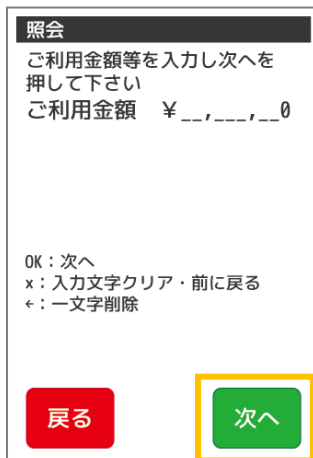 照会
ご利用金額等を入力し次へを
押して下さい
ご利用金額　￥__,___,__0
OK：次へ
×：入力文字クリア・前に戻る
←：一文字削除
戻る
次へ